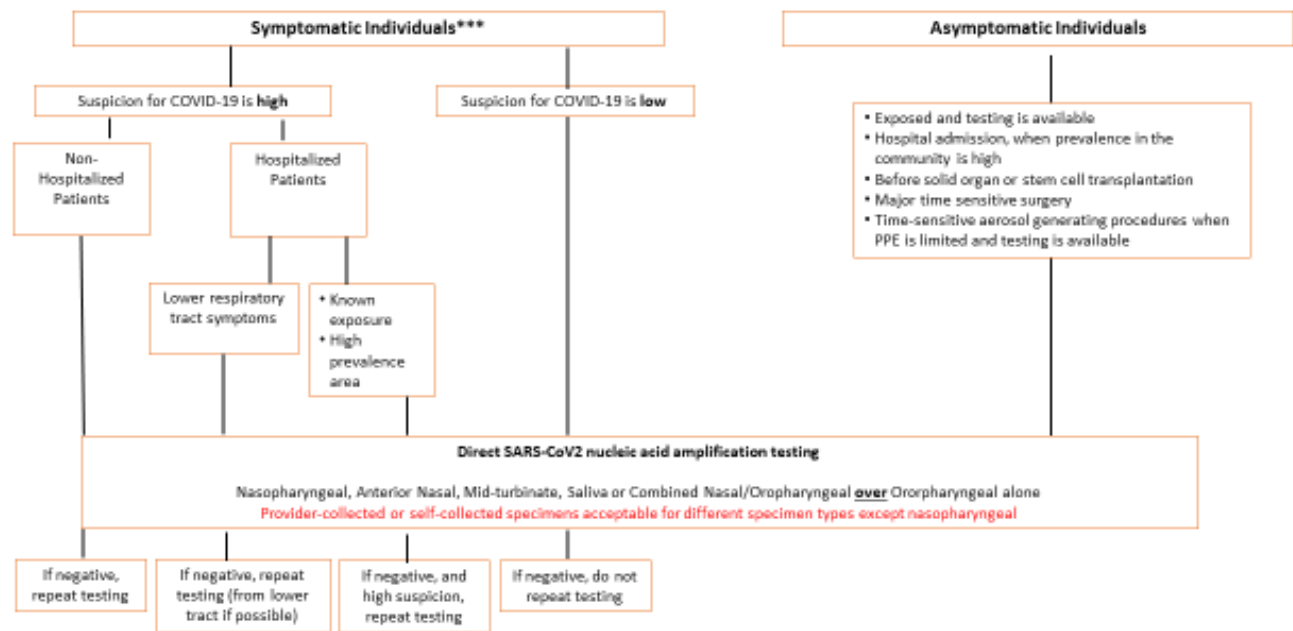 Symptomatic Individuals***
Asymptomatic Individuals
Suspicion for COVID-19 is high
Suspicion for COVID-19 is low
Non-
Hospitalized
Patients
Hospitalized
Patients
• Exposed and testing is available
• Hospital admission, when prevalence in the
community is high
• Before solid organ or stem cell transplantation
• Major time sensitive surgery
• Time-sensitive aerosol generating procedures when
PPE is limited and testing is available
Lower respiratory
tract symptoms
• Known
exposure
• High
prevalence
area
Direct SARS-CoV2 nucleic acid amplification testing
Nasopharyngeal, Anterior Nasal, Mid-turbinate, Saliva or Combined Nasal/Oropharyngeal over Ororpharyngeal alone
Provider-collected or self-collected specimens acceptable for different specimen types except nasopharyngeal
If negative,
repeat testing
If negative, repeat
testing (from lower
tract if possible)
If negative, and
high suspicion,
repeat testing
If negative, do not
repeat testing